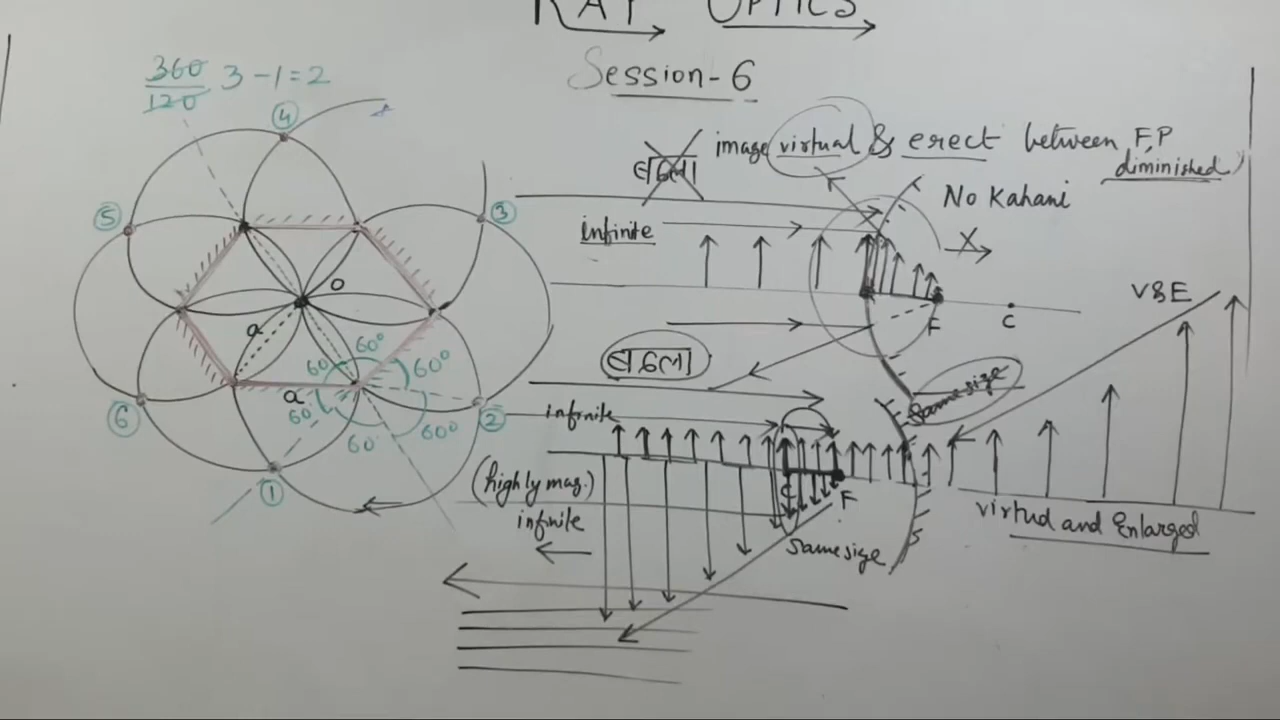 RAY OPTICS
Session-6
360/120 3-1=2
4
5
3
6
2
1
O
a
a
60°
60
60°
60
60
60°
image virtual & erect between F,P
diminished
No Kahani
infinite
F
C
V&E
same size
infinite
(highly mag.)
infinite
C
F
same size
virtud and Enlarged